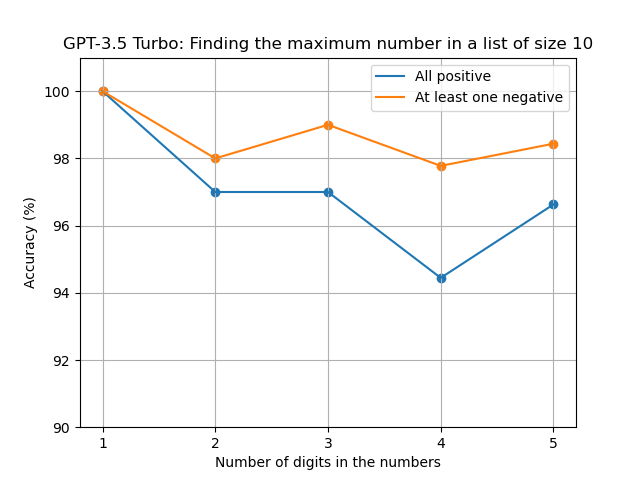 GPT-3.5 Turbo: Finding the maximum number in a list of size 10
All positive
At least one negative
100
98
96
94
92
90
Accuracy (%)
1 2 3 4 5
Number of digits in the numbers